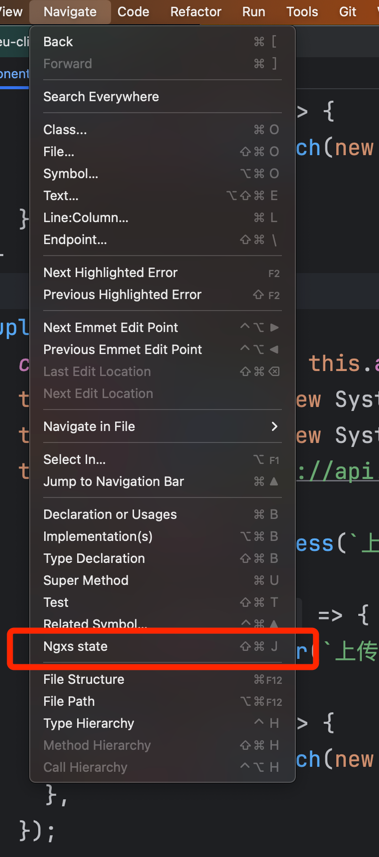 View Navigate Code Refactor Run Tools Git
eu-cli
onent
Back ⌘ [
Forward ⌘ ]
> {
Search Everywhere
Class... ⌘ O
ch(new
File... ⇧⌘ O
Symbol... ⌥⌘ O
Text... ⌥⇧⌘ E
}
Line:Column... ⌘ L
Endpoint... ⇧⌘ \
Next Highlighted Error F2
Previous Highlighted Error ⇧ F2
upl
Next Emmet Edit Point ⌃⌥ ▶
Previous Emmet Edit Point ⌃⌥ ◀
c this.a
Last Edit Location ⇧⌘⌫
Next Edit Location
t ew Syst
Navigate in File >
t ew Syst
Select In... ⌥ F1
t ://api
Jump to Navigation Bar ⌘ ▲
Declaration or Usages ⌘ B
Implementation(s) ⌥⌘ B
ess(`上
Type Declaration ⇧⌘ B
Super Method ⌘ U
Test ⇧⌘ T
=> {
Related Symbol... ⌃⌘ ▲
Ngxs state ⇧⌘ J
r(`上传
File Structure ⌘F12
File Path ⌥⌘F12
Type Hierarchy ⌃ H
> {
Method Hierarchy ⇧⌘ H
ch(new
Call Hierarchy ⌃⌥ H
},
});